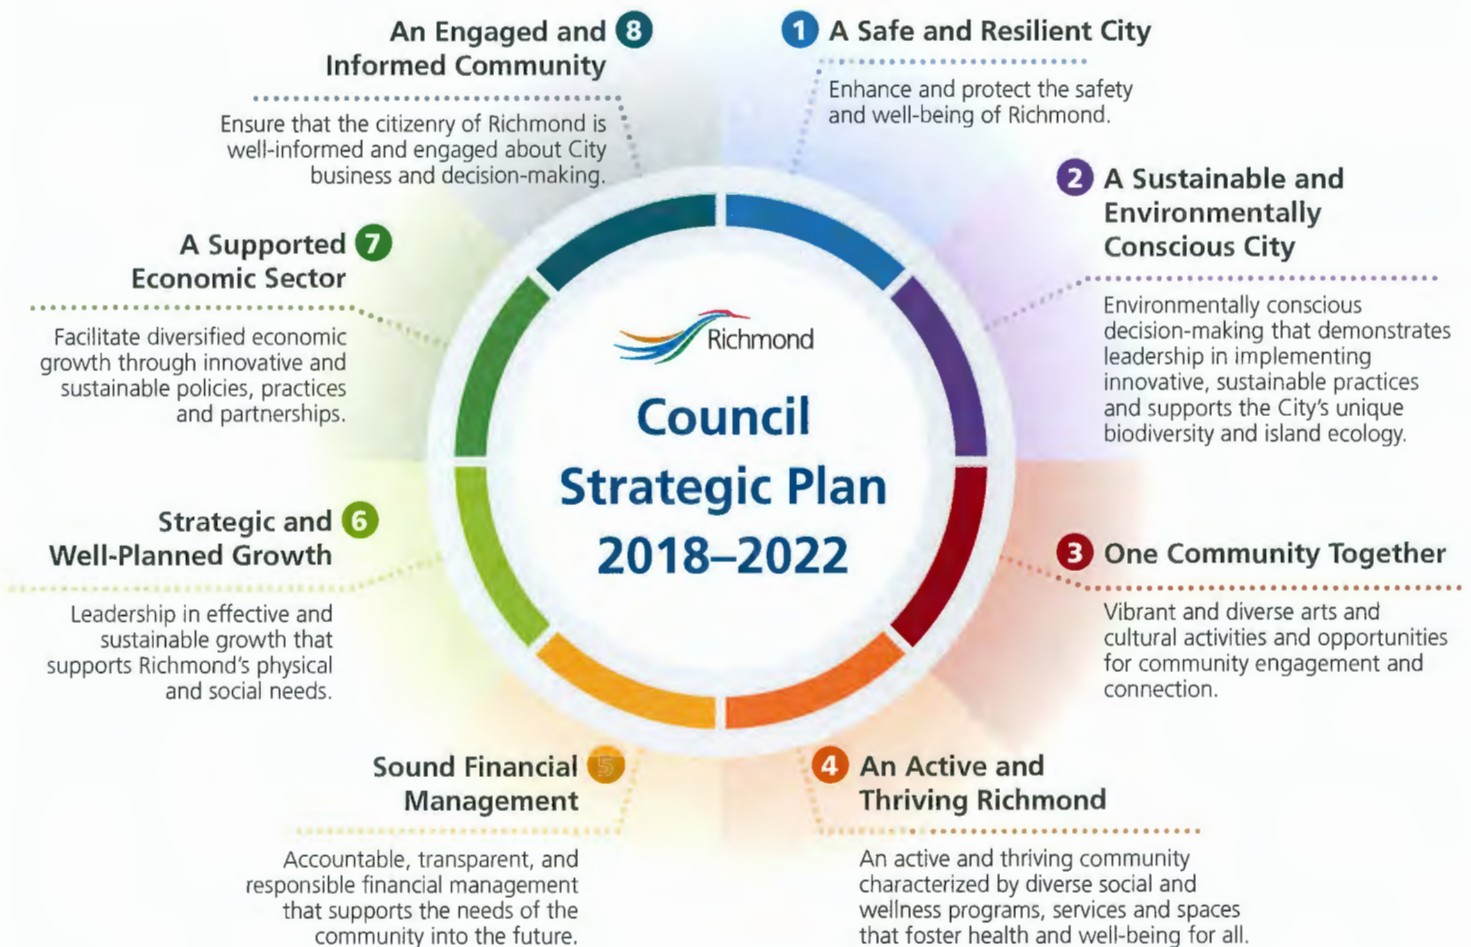 Richmond
Council
Strategic Plan
2018–2022
1 A Safe and Resilient City
Enhance and protect the safety
and well-being of Richmond.
2 A Sustainable and
Environmentally
Conscious City
Environmentally conscious
decision-making that demonstrates
leadership in implementing
innovative, sustainable practices
and supports the City's unique
biodiversity and island ecology.
3 One Community Together
Vibrant and diverse arts and
cultural activities and opportunities
for community engagement and
connection.
4 An Active and
Thriving Richmond
An active and thriving community
characterized by diverse social and
wellness programs, services and spaces
that foster health and well-being for all.
Sound Financial 5
Management
Accountable, transparent, and
responsible financial management
that supports the needs of the
community into the future.
Strategic and 6
Well-Planned Growth
Leadership in effective and
sustainable growth that
supports Richmond's physical
and social needs.
A Supported 7
Economic Sector
Facilitate diversified economic
growth through innovative and
sustainable policies, practices
and partnerships.
An Engaged and 8
Informed Community
Ensure that the citizenry of Richmond is
well-informed and engaged about City
business and decision-making.